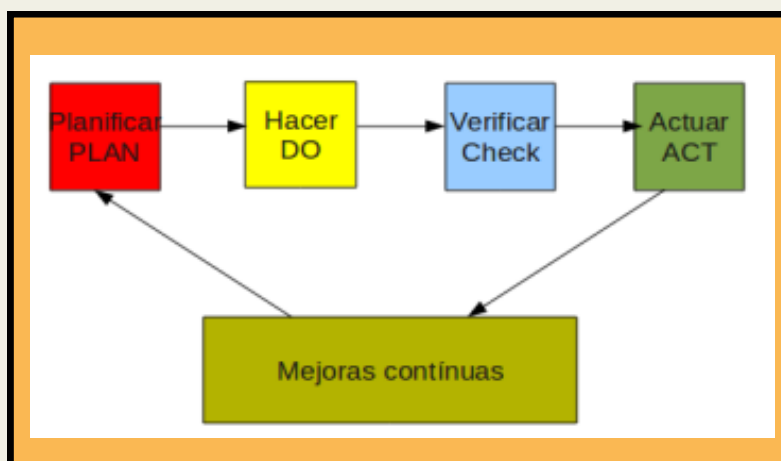 Planificar
PLAN
Hacer
DO
Verificar
Check
Actuar
ACT
Mejoras contínuas